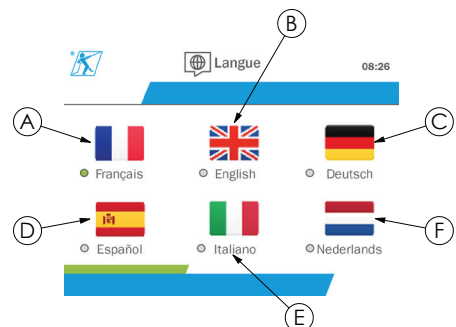 B
Langue 08:26
A C
Français English Deutsch
D F
Español Italiano Nederlands
E